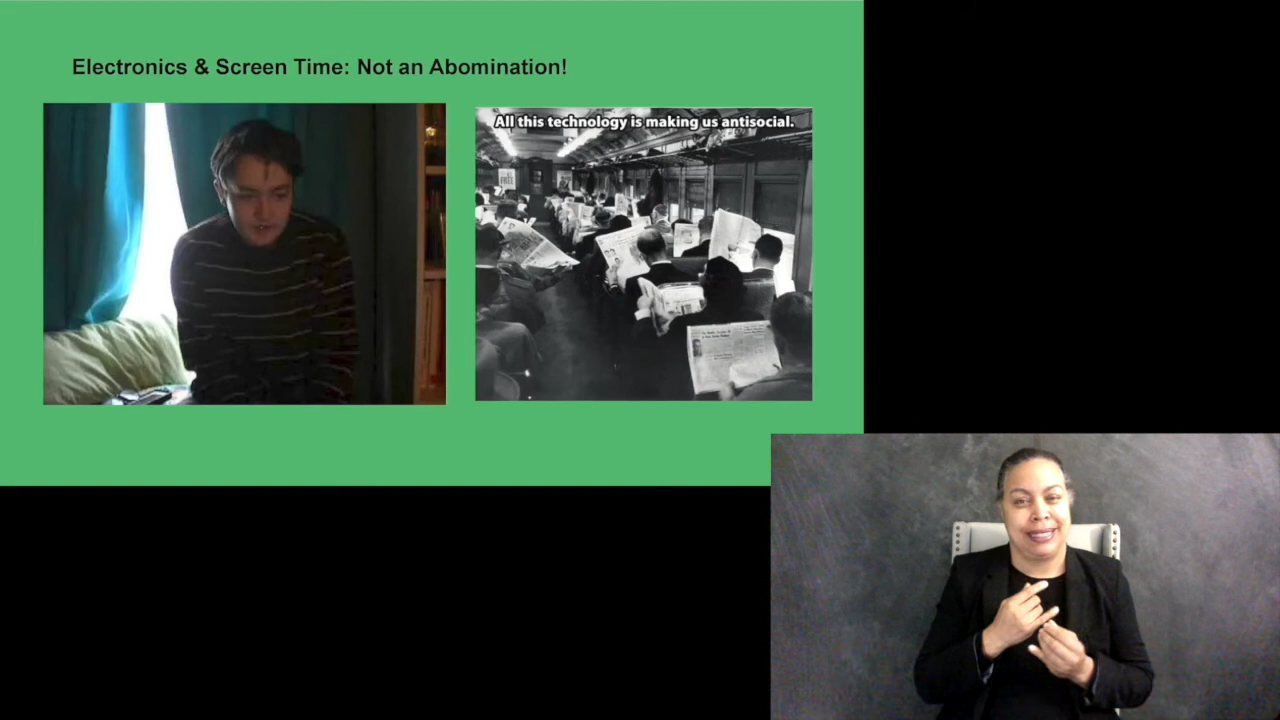 Electronics & Screen Time: Not an Abomination!
All this technology is making us antisocial.